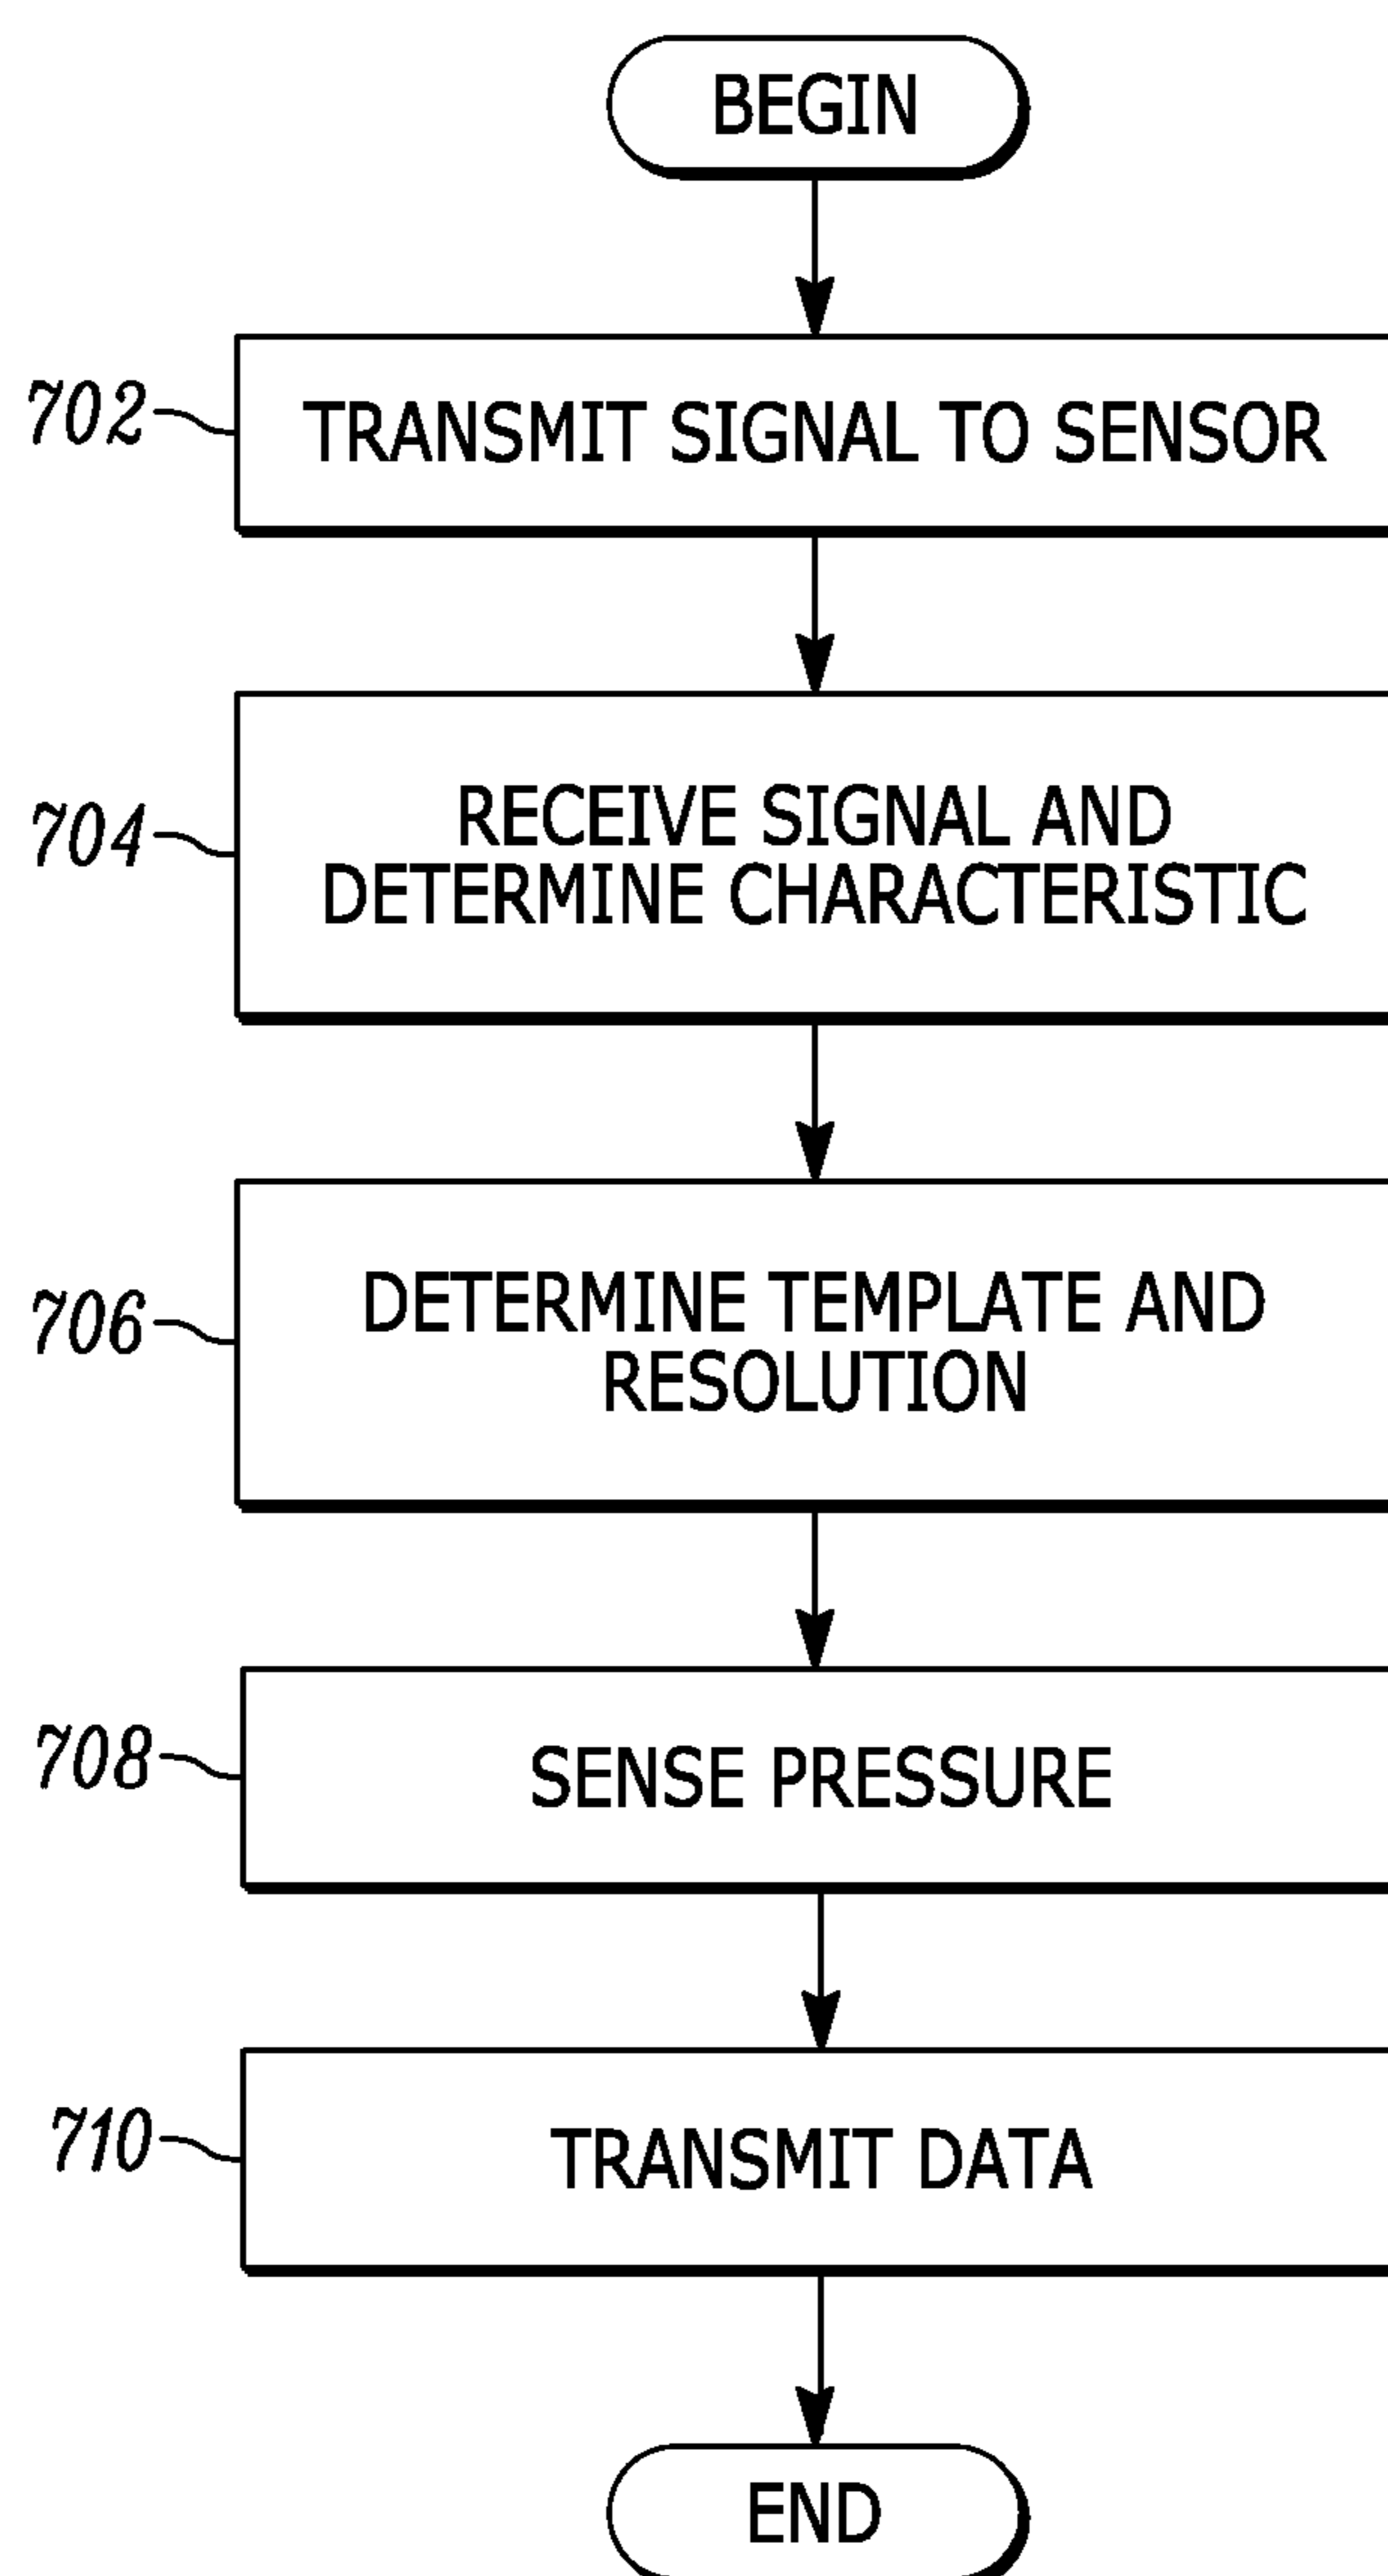 BEGIN
702
TRANSMIT SIGNAL TO SENSOR
704
RECEIVE SIGNAL AND
DETERMINE CHARACTERISTIC
706
DETERMINE TEMPLATE AND
RESOLUTION
708
SENSE PRESSURE
710
TRANSMIT DATA
END